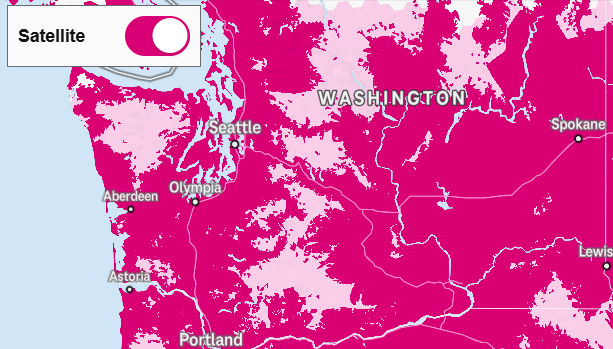 Satellite
WASHINGTON
Seattle
Spokane
Olympia
Aberdeen
Lewis
Astoria
Portland